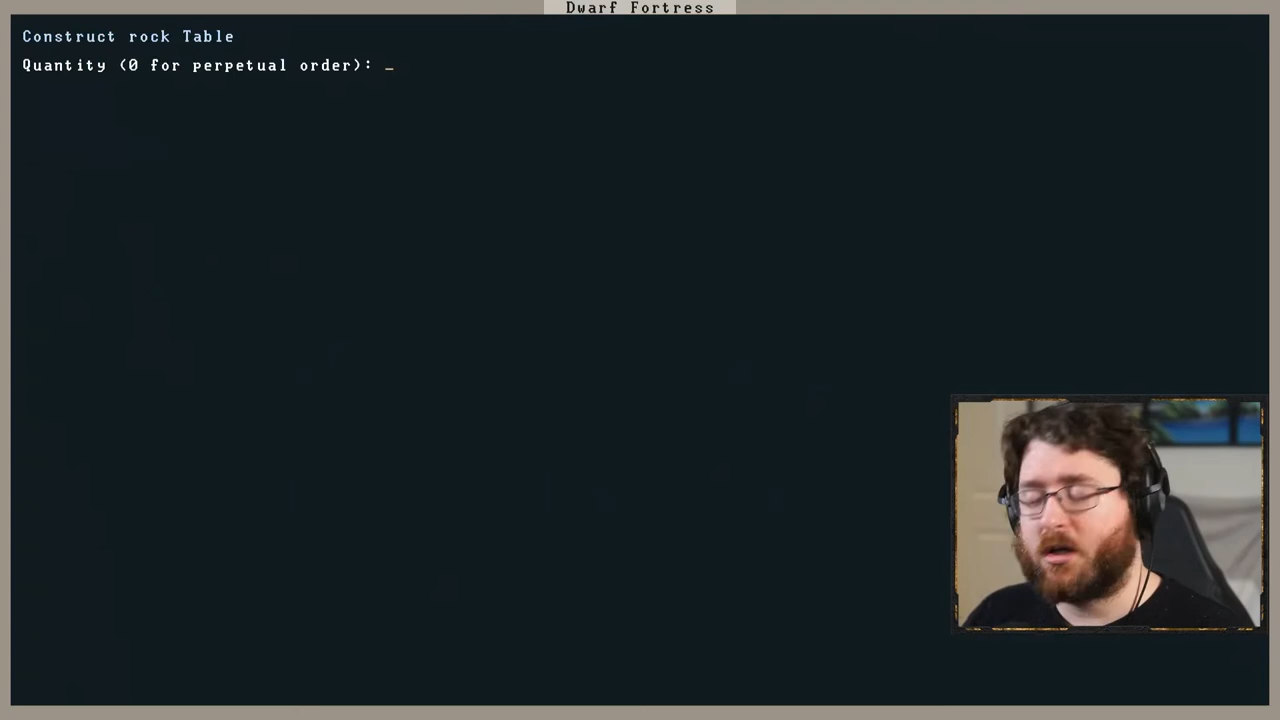 Dwarf Fortress
Construct rock Table
Quantity (0 for perpetual order): _